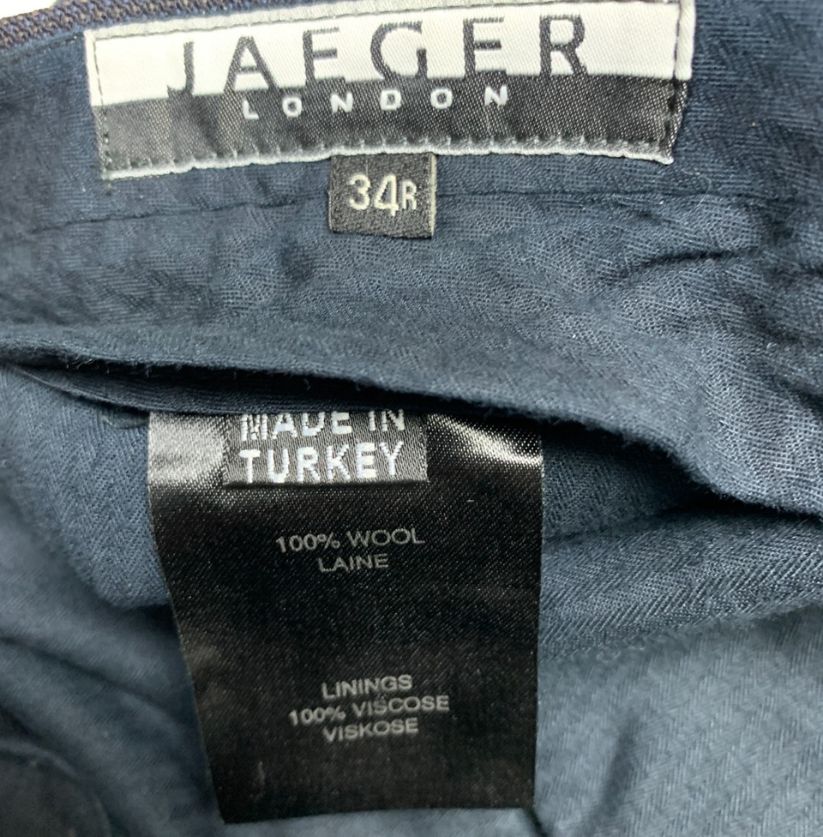 JAEGER
LONDON
34R
MADE IN
TURKEY
100% WOOL
LAINE
LININGS
100% VISCOSE
VISKOSE